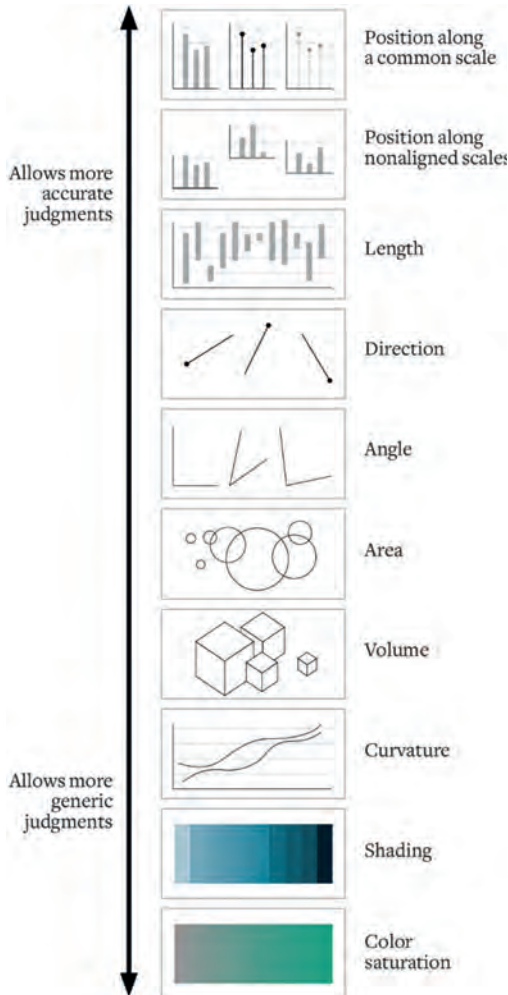 Position along
a common scale
Allows more
accurate
judgments
Position along
nonaligned scales
Length
Direction
Angle
Area
Volume
Curvature
Allows more
generic
judgments
Shading
Color
saturation